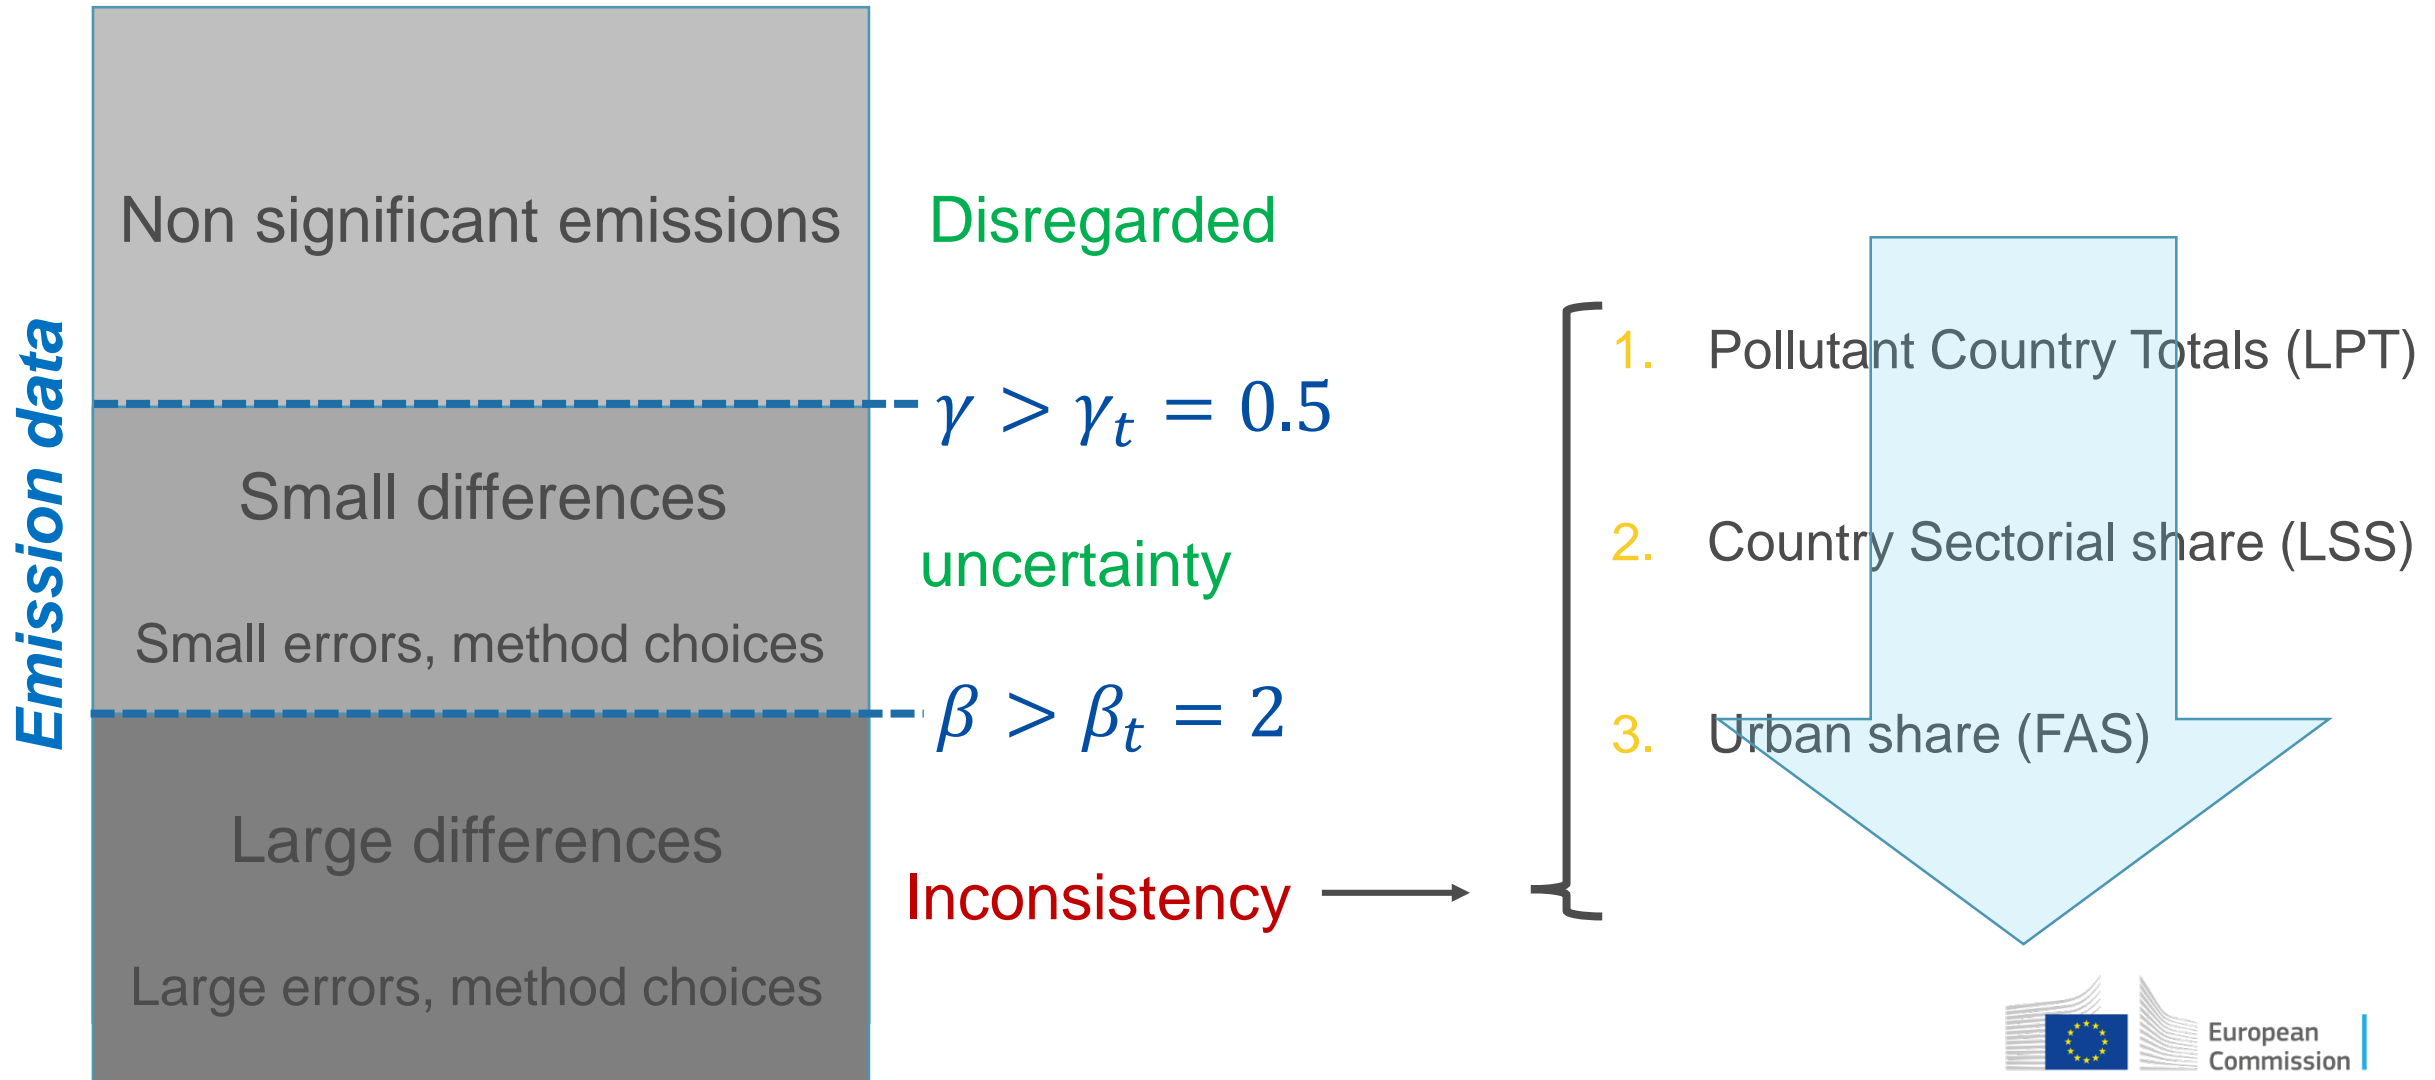 Emission data
Non significant emissions
Disregarded
γ > γₜ = 0.5
Small differences
uncertainty
Small errors, method choices
β > βₜ = 2
Large differences
Inconsistency
Large errors, method choices
1. Pollutant Country Totals (LPT)
2. Country Sectorial share (LSS)
3. Urban share (FAS)
European
Commission